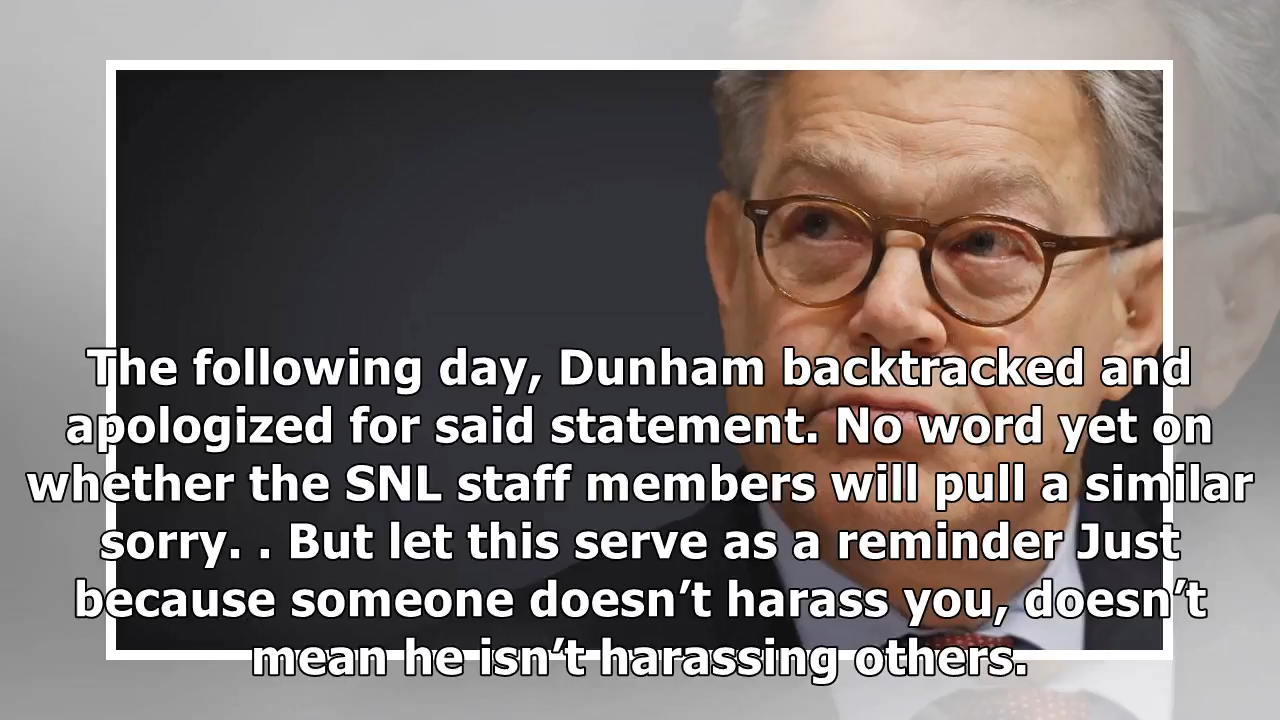 The following day, Dunham backtracked and
apologized for said statement. No word yet on
whether the SNL staff members will pull a similar
sorry. . But let this serve as a reminder Just
because someone doesn’t harass you, doesn’t
mean he isn’t harassing others.